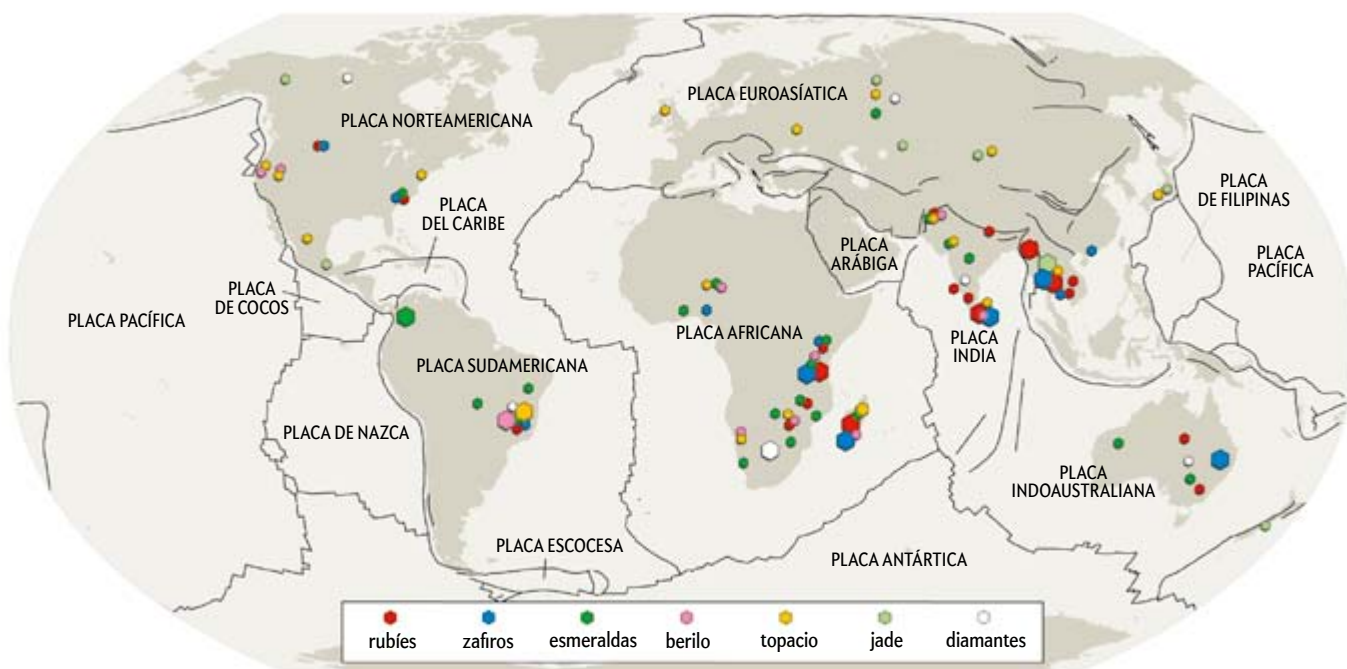 PLACA EUROASÍATICA
PLACA NORTEAMERICANA
PLACA
DE FILIPINAS
PLACA
DEL CARIBE
PLACA
ARÁBIGA
PLACA
PACÍFICA
PLACA
DE COCOS
PLACA PACÍFICA
PLACA AFRICANA
PLACA
INDIA
PLACA SUDAMERICANA
PLACA DE NAZCA
PLACA
INDOAUSTRALIANA
PLACA ESCOCESA
PLACA ANTÁRTICA
rubíes
zafiros
esmeraldas
berilo
topacio
jade
diamantes